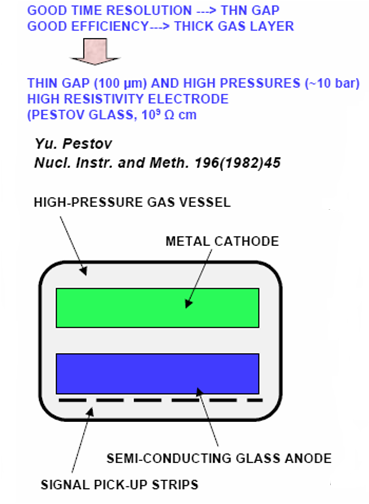 GOOD TIME RESOLUTION ---> THN GAP
GOOD EFFICIENCY---> THICK GAS LAYER
THIN GAP (100 µm) AND HIGH PRESSURES (~10 bar)
HIGH RESISTIVITY ELECTRODE
(PESTOV GLASS, 10⁹ Ω cm
Yu. Pestov
Nucl. Instr. and Meth. 196(1982)45
HIGH-PRESSURE GAS VESSEL
METAL CATHODE
SEMI-CONDUCTING GLASS ANODE
SIGNAL PICK-UP STRIPS